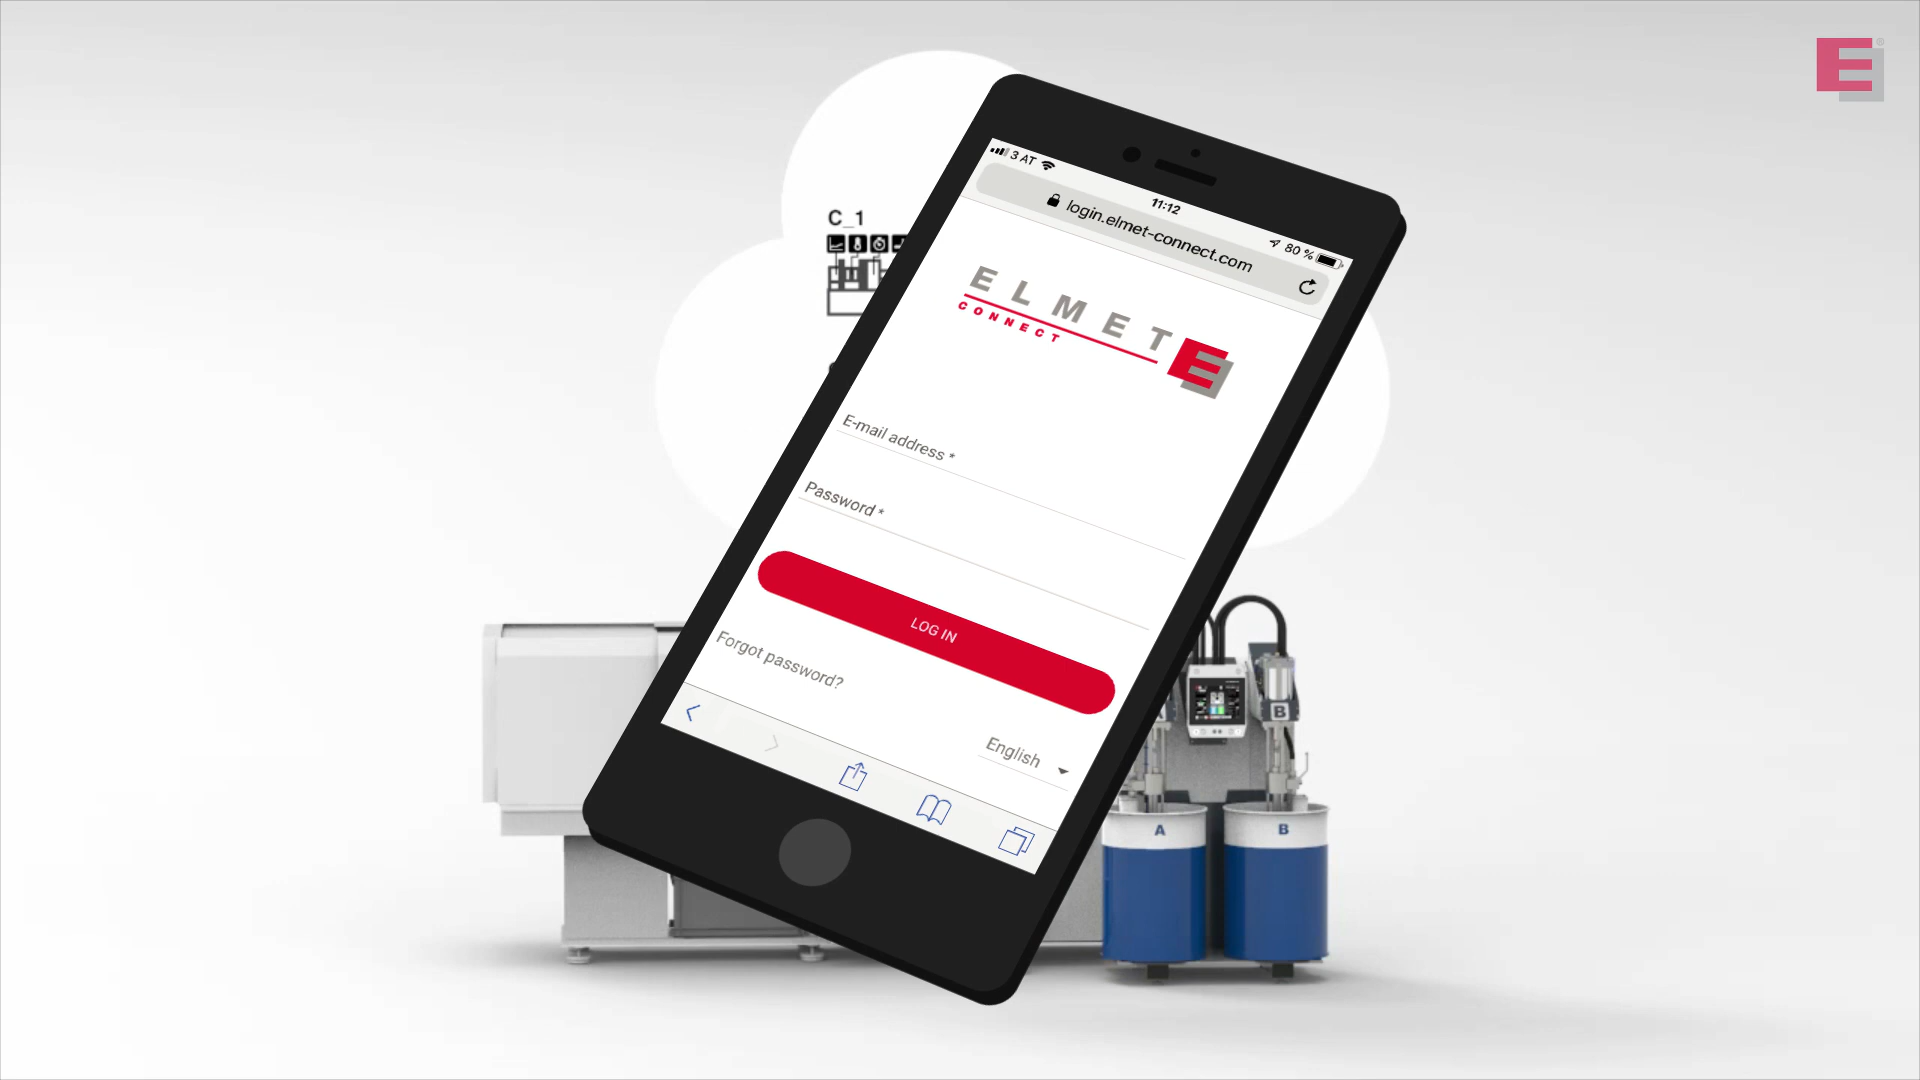 3 AT
11:12
80 %
login.elmet-connect.com
ELMET
CONNECT
E-mail address *
Password *
LOG IN
Forgot password?
English
C_1
B
A
B